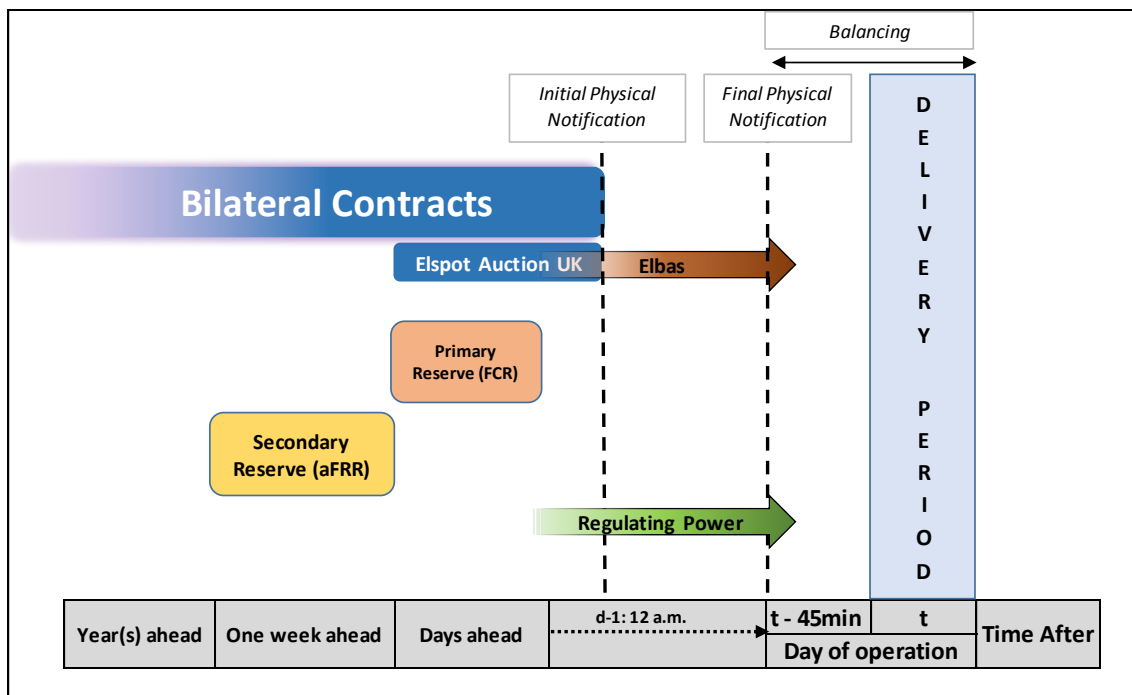 Balancing
Initial Physical
Notification
Final Physical
Notification
D
E
L
I
V
E
R
Y
P
E
R
I
O
D
Bilateral Contracts
Elspot Auction UK
Elbas
Primary
Reserve (FCR)
Secondary
Reserve (aFRR)
Regulating Power
Year(s) ahead
One week ahead
Days ahead
d-1: 12 a.m.
t - 45min
t
Day of operation
Time After